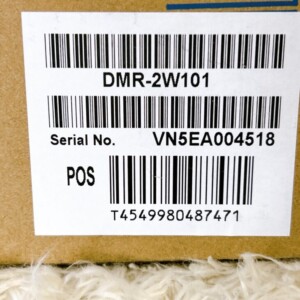 DMR-2W101
Serial No. VN5EA004518
POS
T4549980487471